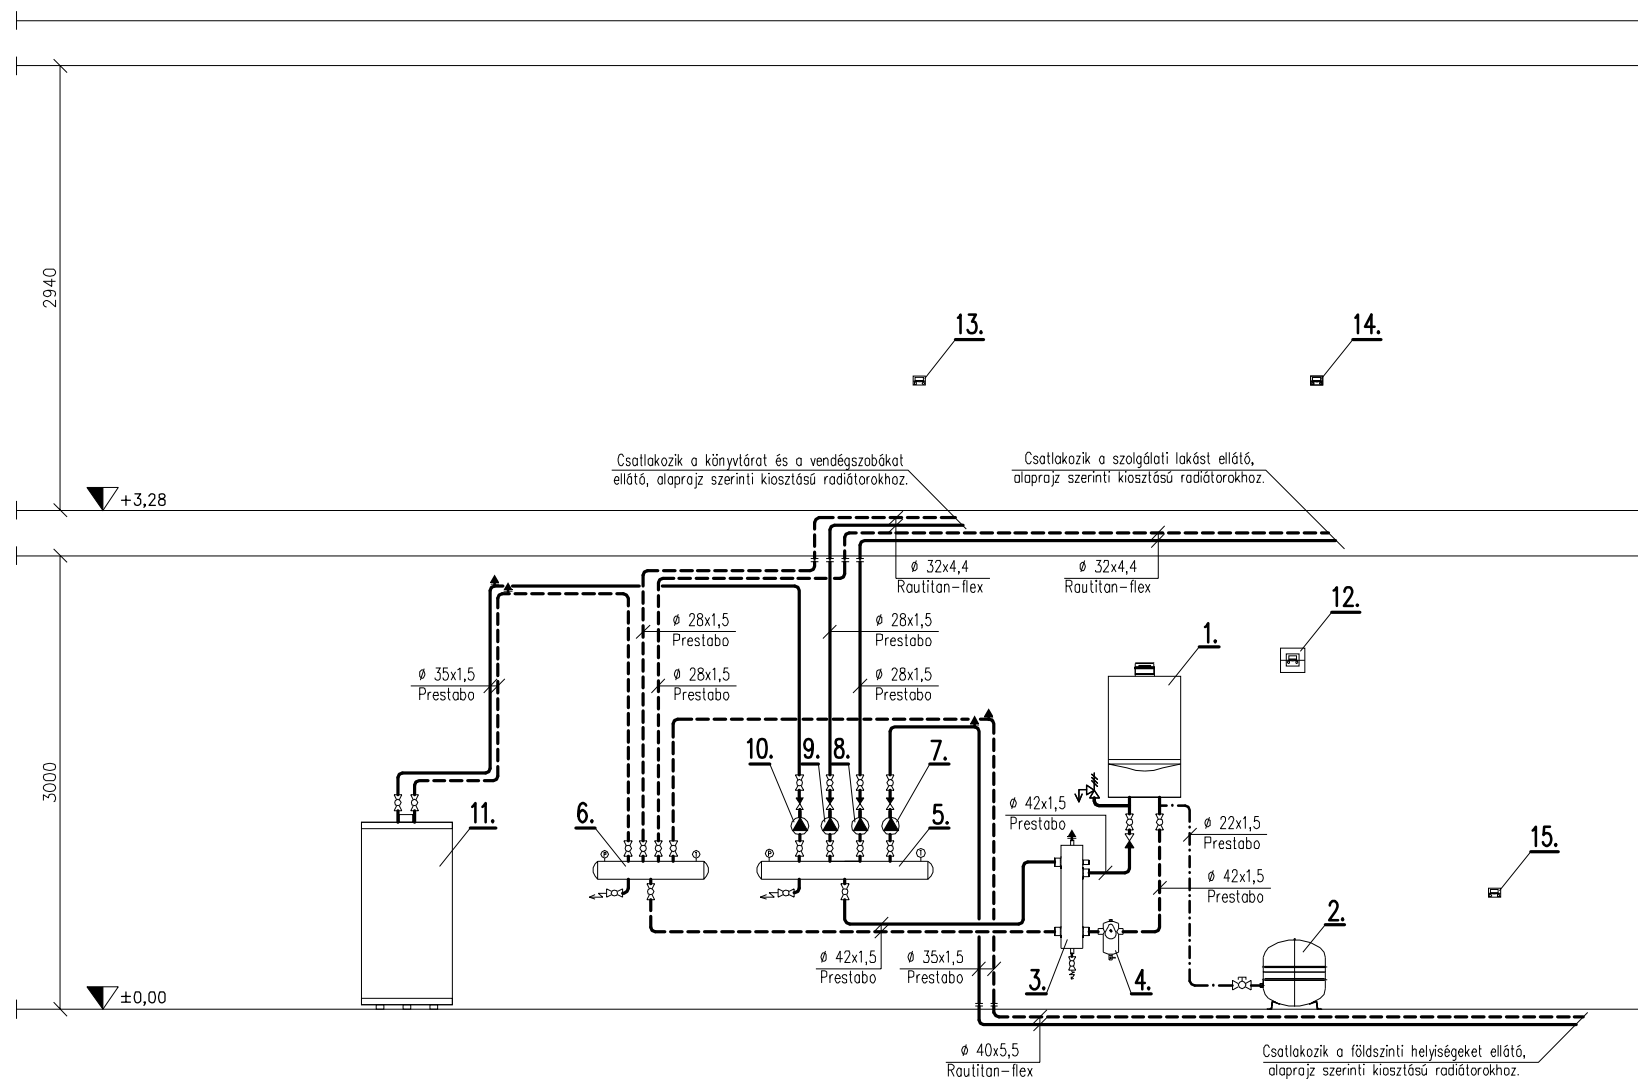 2940
13.
14.
Csatlakozik a könyvtárat és a vendégszobákat
ellátó, alaprajz szerinti kiosztású radiátorokhoz.
Csatlakozik a szolgálati lakást ellátó,
alaprajz szerinti kiosztású radiátorokhoz.
+3,28
ø 32x4,4
Rautitan-flex
ø 32x4,4
Rautitan-flex
12.
ø 28x1,5
Prestabo
ø 28x1,5
Prestabo
1.
ø 35x1,5
Prestabo
ø 28x1,5
Prestabo
ø 28x1,5
Prestabo
10.
9.
8.
7.
3000
11.
6.
5.
ø 42x1,5
Prestabo
ø 22x1,5
Prestabo
15.
P
T
P
T
ø 42x1,5
Prestabo
2.
ø 42x1,5
Prestabo
ø 35x1,5
Prestabo
3.
4.
±0,00
ø 40x5,5
Rautitan-flex
Csatlakozik a földszinti helyiségeket ellátó,
alaprajz szerinti kiosztású radiátorokhoz.